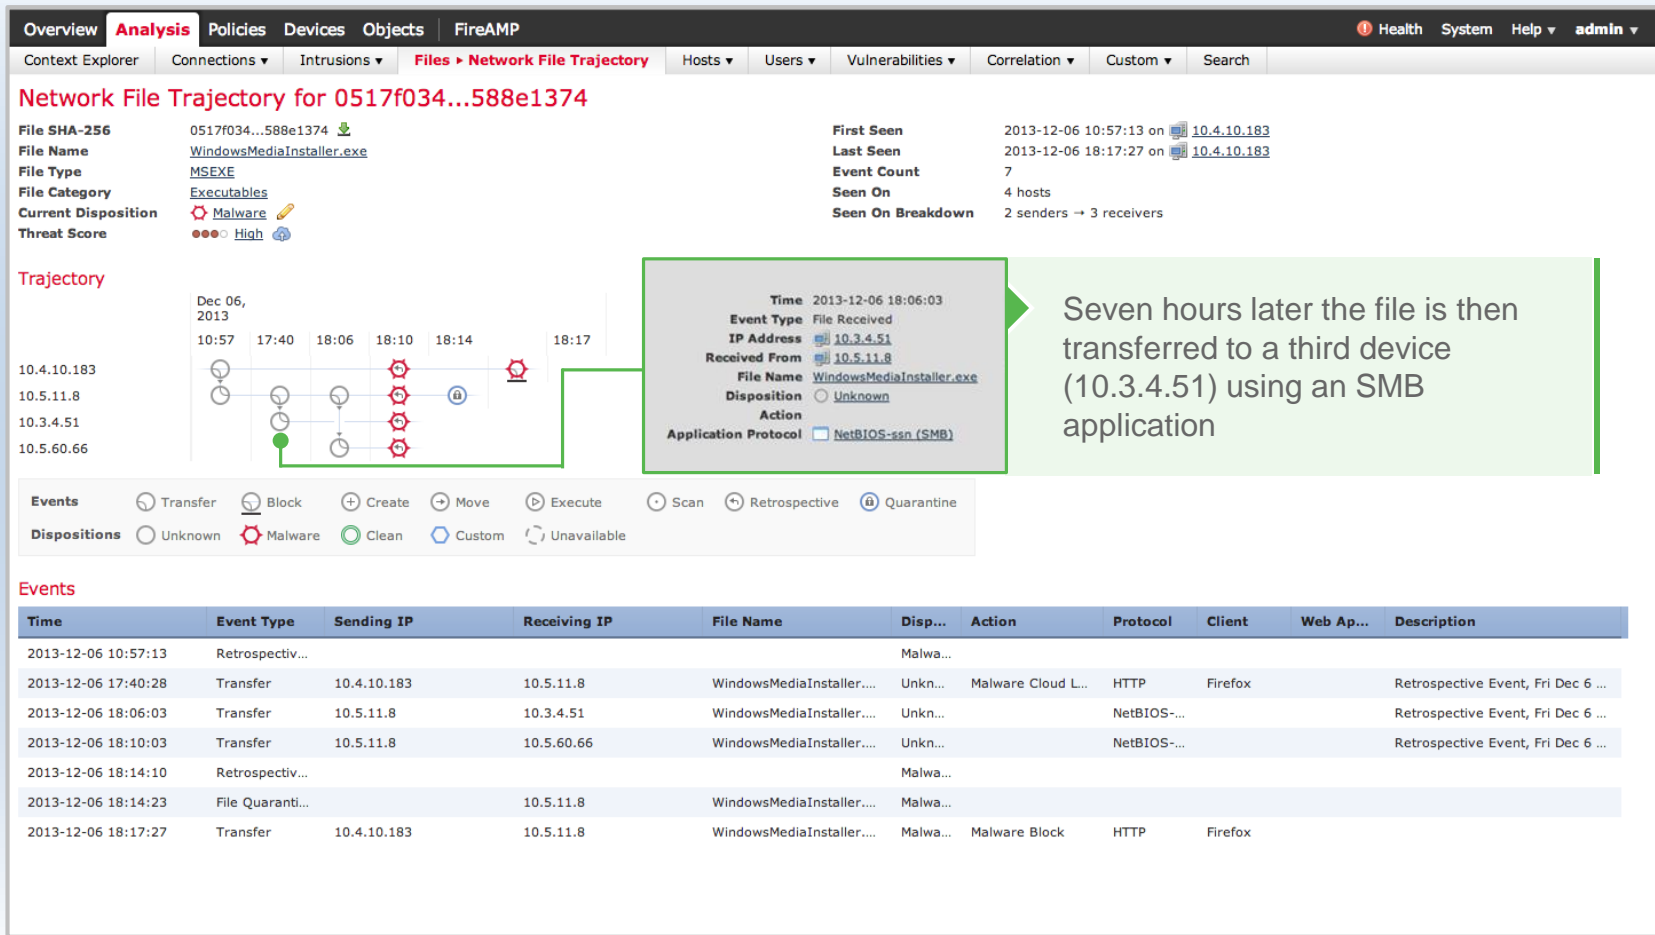 Overview Analysis Policies Devices Objects FireAMP Health System Help ▾ admin ▾
Context Explorer Connections ▾ Intrusions ▾ Files ▸ Network File Trajectory Hosts ▾ Users ▾ Vulnerabilities ▾ Correlation ▾ Custom ▾ Search
Network File Trajectory for 0517f034...588e1374
File SHA-256 0517f034...588e1374 First Seen 2013-12-06 10:57:13 on 10.4.10.183
File Name WindowsMediaInstaller.exe Last Seen 2013-12-06 18:17:27 on 10.4.10.183
File Type MSEXE Event Count 7
File Category Executables Seen On 4 hosts
Current Disposition Malware Seen On Breakdown 2 senders → 3 receivers
Threat Score High
Trajectory
Dec 06,
2013
10:57 17:40 18:06 18:10 18:14 18:17
10.4.10.183
10.5.11.8
10.3.4.51
10.5.60.66
Time 2013-12-06 18:06:03
Event Type File Received
IP Address 10.3.4.51
Received From 10.5.11.8
File Name WindowsMediaInstaller.exe
Disposition Unknown
Action
Application Protocol NetBIOS-ssn (SMB)
Seven hours later the file is then
transferred to a third device
(10.3.4.51) using an SMB
application
Events Transfer Block Create Move Execute Scan Retrospective Quarantine
Dispositions Unknown Malware Clean Custom Unavailable
Events
Time Event Type Sending IP Receiving IP File Name Disp... Action Protocol Client Web Ap... Description
2013-12-06 10:57:13 Retrospectiv... Malwa...
2013-12-06 17:40:28 Transfer 10.4.10.183 10.5.11.8 WindowsMediaInstaller.... Unkn... Malware Cloud L... HTTP Firefox Retrospective Event, Fri Dec 6 ...
2013-12-06 18:06:03 Transfer 10.5.11.8 10.3.4.51 WindowsMediaInstaller.... Unkn... NetBIOS-... Retrospective Event, Fri Dec 6 ...
2013-12-06 18:10:03 Transfer 10.5.11.8 10.5.60.66 WindowsMediaInstaller.... Unkn... NetBIOS-... Retrospective Event, Fri Dec 6 ...
2013-12-06 18:14:10 Retrospectiv... Malwa...
2013-12-06 18:14:23 File Quaranti... 10.5.11.8 WindowsMediaInstaller.... Malwa...
2013-12-06 18:17:27 Transfer 10.4.10.183 10.5.11.8 WindowsMediaInstaller.... Malwa... Malware Block HTTP Firefox